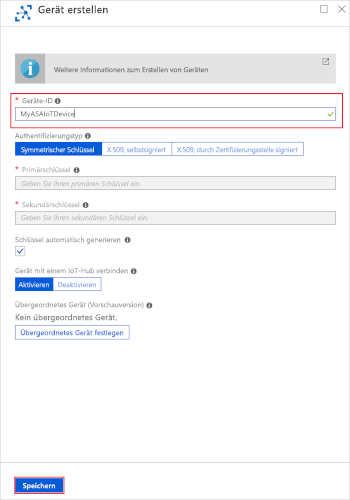 Gerät erstellen
Weitere Informationen zum Erstellen von Geräten
* Geräte-ID
MyASAIoTDevice
Authentifizierungstyp
Symmetrischer Schlüssel X.509, selbstsigniert X.509, durch Zertifizierungsstelle signiert
* Primärschlüssel
Geben Sie Ihren primären Schlüssel ein.
* Sekundärschlüssel
Geben Sie Ihren sekundären Schlüssel ein.
Schlüssel automatisch generieren
Gerät mit einem IoT-Hub verbinden
Aktivieren Deaktivieren
Übergeordnetes Gerät (Vorschauversion)
Kein übergeordnetes Gerät.
Übergeordnetes Gerät festlegen
Speichern